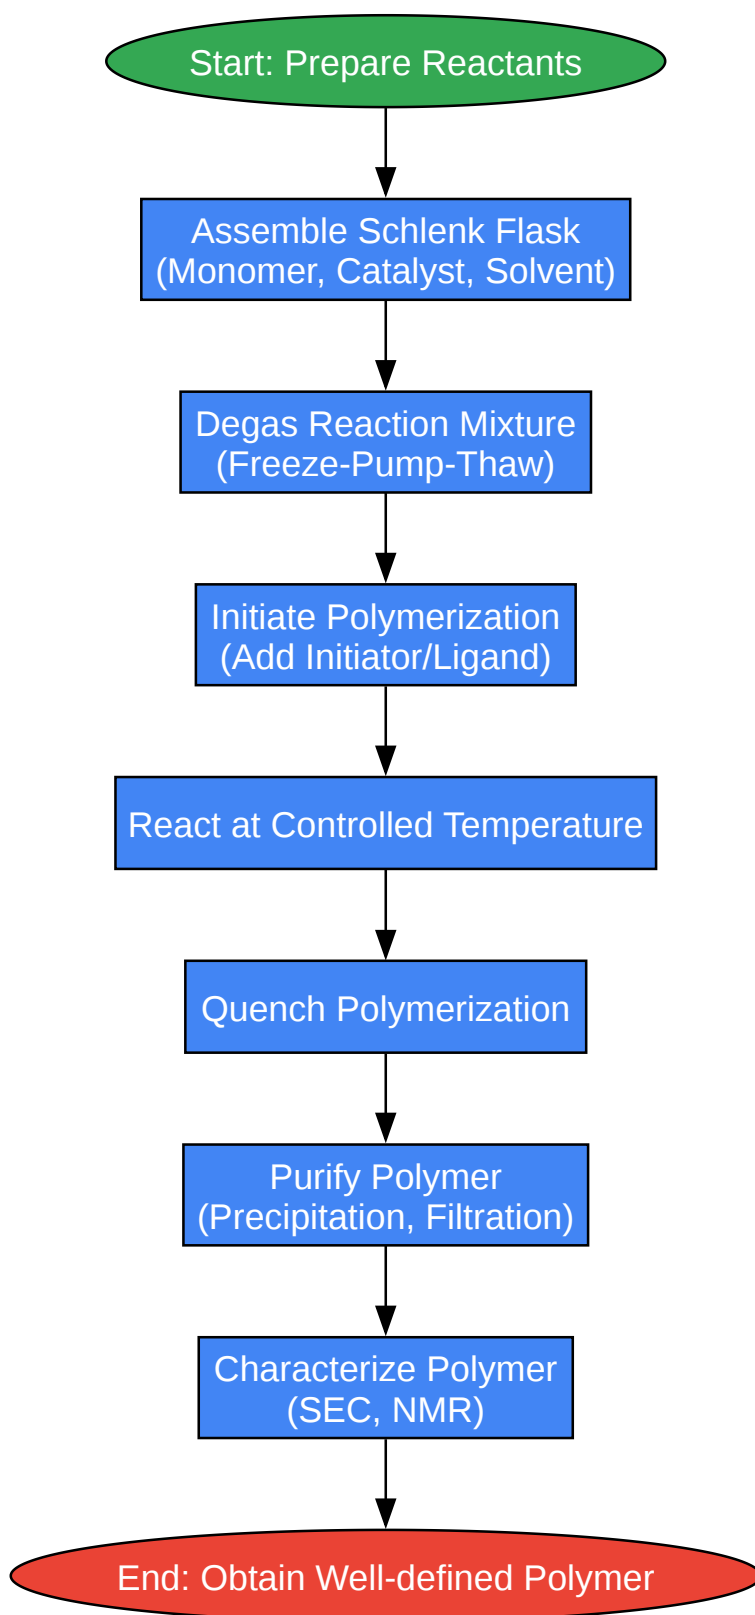 Start: Prepare Reactants
Assemble Schlenk Flask
(Monomer, Catalyst, Solvent)
Degas Reaction Mixture
(Freeze-Pump-Thaw)
Initiate Polymerization
(Add Initiator/Ligand)
React at Controlled Temperature
Quench Polymerization
Purify Polymer
(Precipitation, Filtration)
Characterize Polymer
(SEC, NMR)
End: Obtain Well-defined Polymer